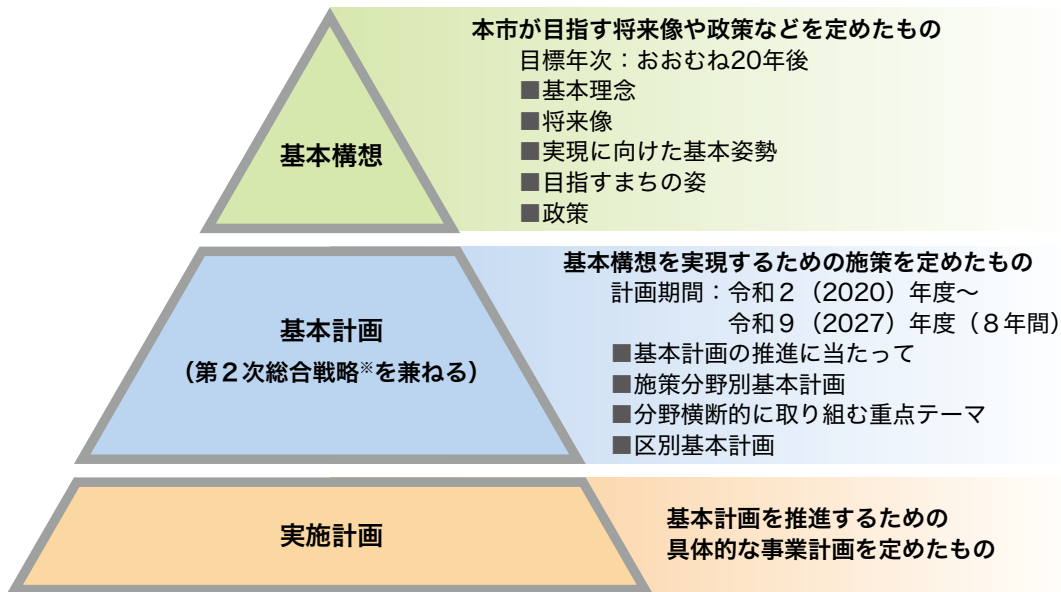 本市が目指す将来像や政策などを定めたもの
目標年次：おおむね20年後
■基本理念
■将来像
■実現に向けた基本姿勢
■目指すまちの姿
■政策
基本構想
基本構想を実現するための施策を定めたもの
計画期間：令和２（2020）年度～
令和９（2027）年度（８年間）
■基本計画の推進に当たって
■施策分野別基本計画
■分野横断的に取り組む重点テーマ
■区別基本計画
基本計画
（第２次総合戦略※を兼ねる）
実施計画
基本計画を推進するための
具体的な事業計画を定めたもの